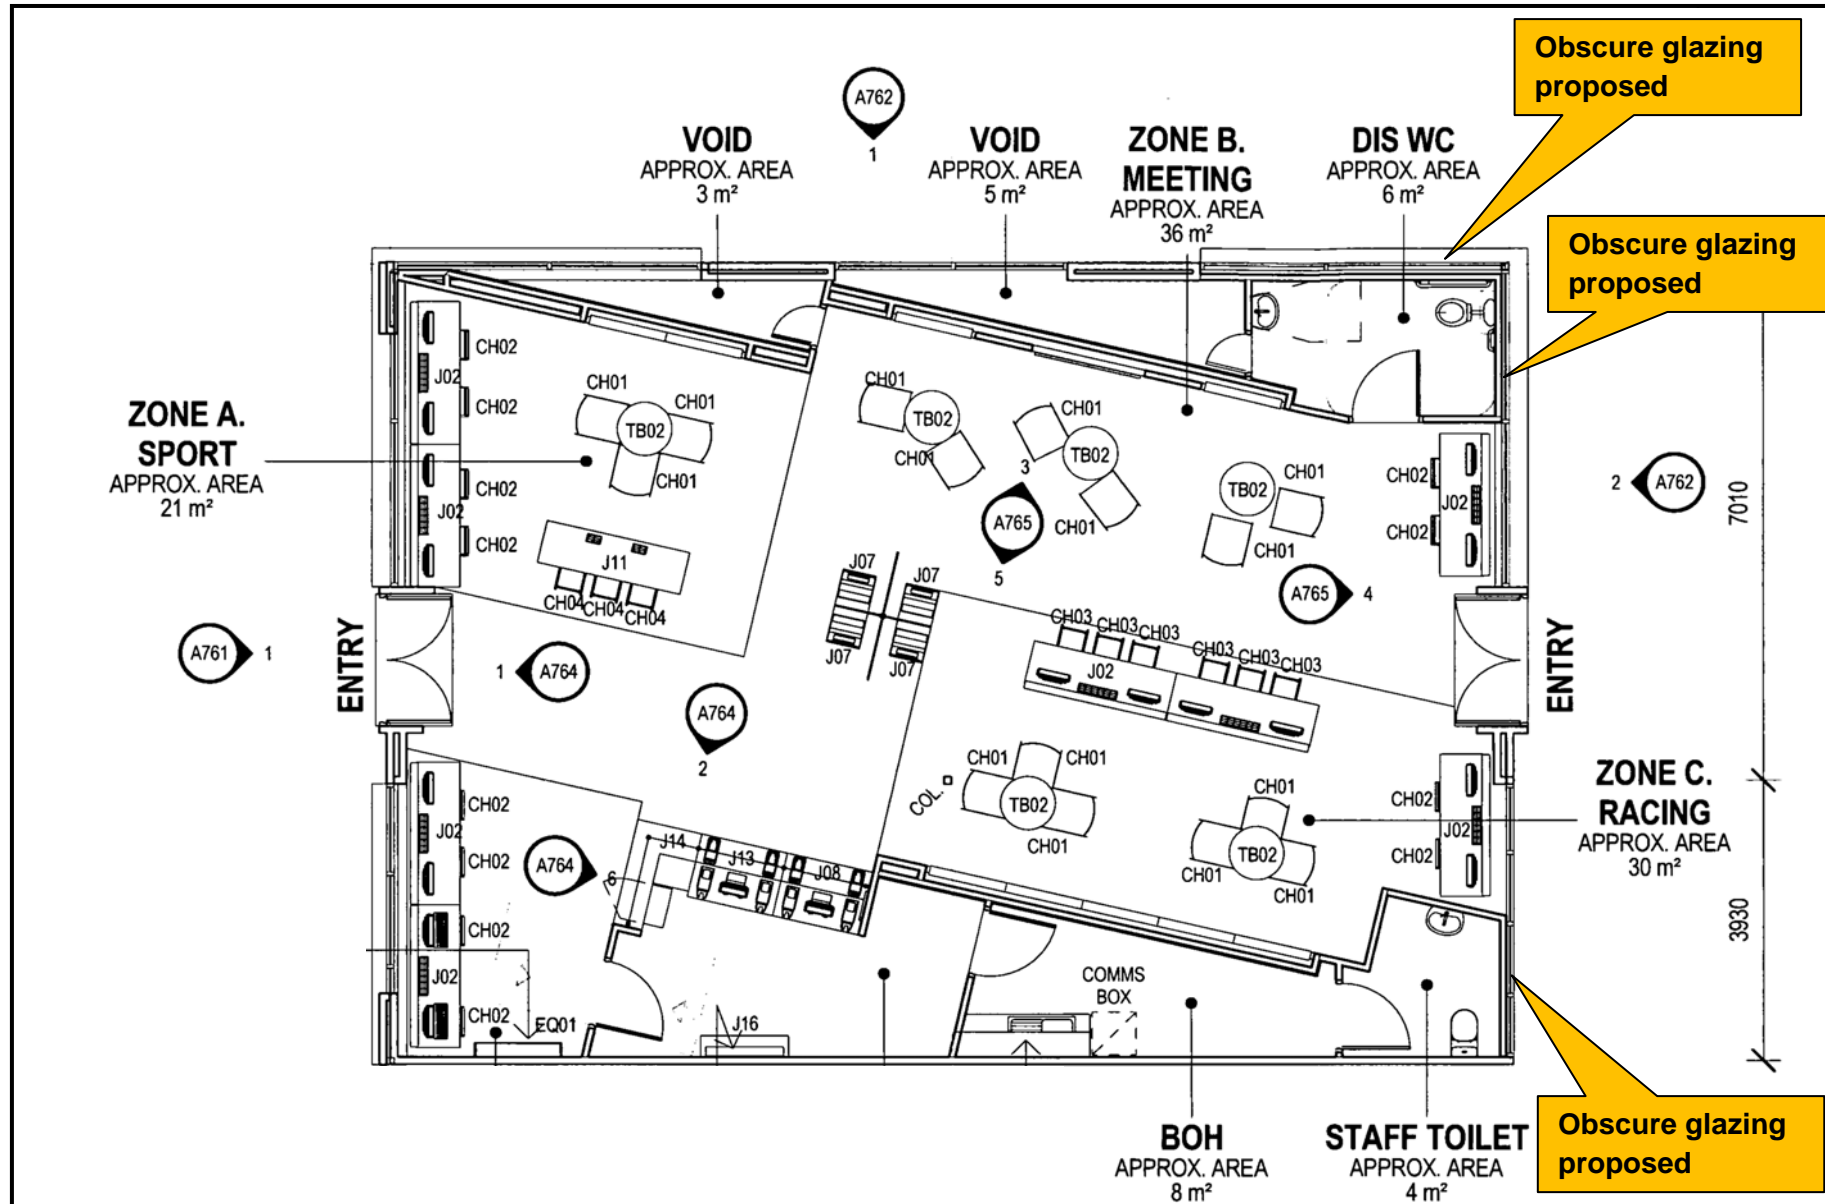 Obscure glazing
proposed
A762
1
VOID
APPROX. AREA
3 m²
VOID
APPROX. AREA
5 m²
ZONE B.
MEETING
APPROX. AREA
36 m²
DIS WC
APPROX. AREA
6 m²
Obscure glazing
proposed
ZONE A.
SPORT
APPROX. AREA
21 m²
CH02
J02
CH02
CH02
J02
CH02
CH01
CH01
TB02
CH01
J11
CH04
CH04
CH04
CH01
TB02
CH01
CH01
TB02
CH01
3
A765
5
TB02
CH01
CH01
CH02
J02
CH02
2
A762
7010
A765
4
J07
J07
J07
J07
A761
1
ENTRY
1
A764
A764
2
CH03
CH03
CH03
CH03
CH03
CH03
J02
ENTRY
CH02
J02
CH02
CH02
J02
CH02
A764
6
J14
J13
J08
COL.
CH01
CH01
TB02
CH01
CH01
TB02
CH01
CH01
CH02
J02
CH02
ZONE C.
RACING
APPROX. AREA
30 m²
3930
EQ01
J16
COMMS
BOX
BOH
APPROX. AREA
8 m²
STAFF TOILET
APPROX. AREA
4 m²
Obscure glazing
proposed